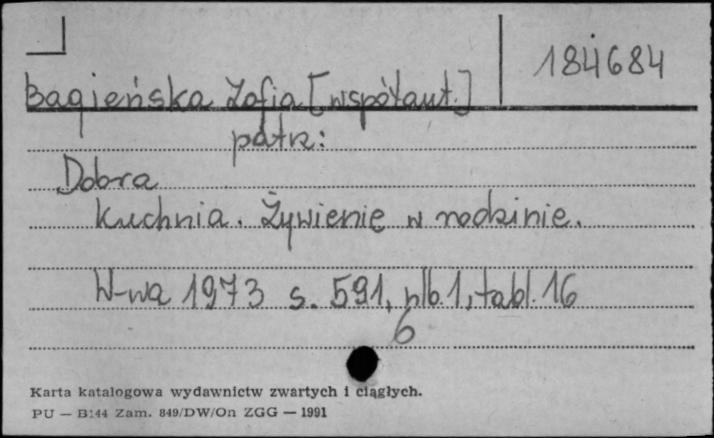 184684
Bagieńska Zofia [współaut.]
patrz:
Dobra
kuchnia. Żywienie w rodzinie.
W-wa 1973 s. 591, nlb. 1, tabl. 16
6
Karta katalogowa wydawnictw zwartych i ciągłych.
PU — B144 Zam. 849/DW/On ZGG — 1991